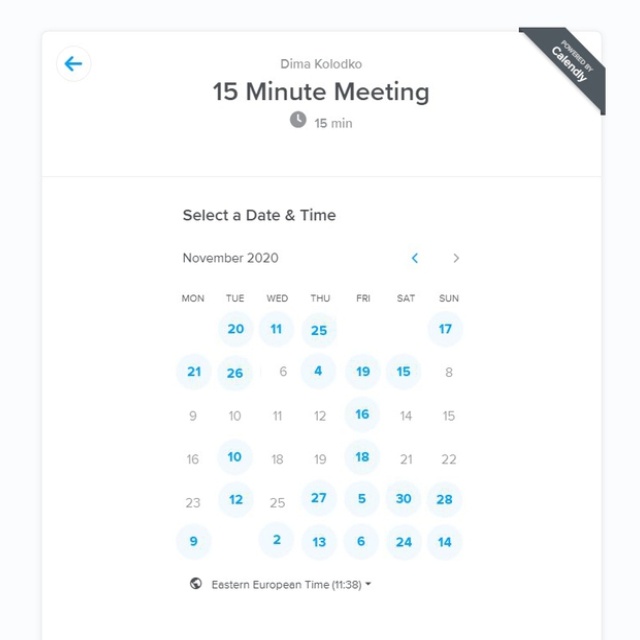 POWERED BY
Calendly
Dima Kolodko
15 Minute Meeting
15 min
Select a Date & Time
November 2020
MON TUE WED THU FRI SAT SUN
20 11 25 17
21 26 6 4 19 15 8
9 10 11 12 16 14 15
16 10 18 19 18 21 22
23 12 25 27 5 30 28
9 2 13 6 24 14
Eastern European Time (11:38)